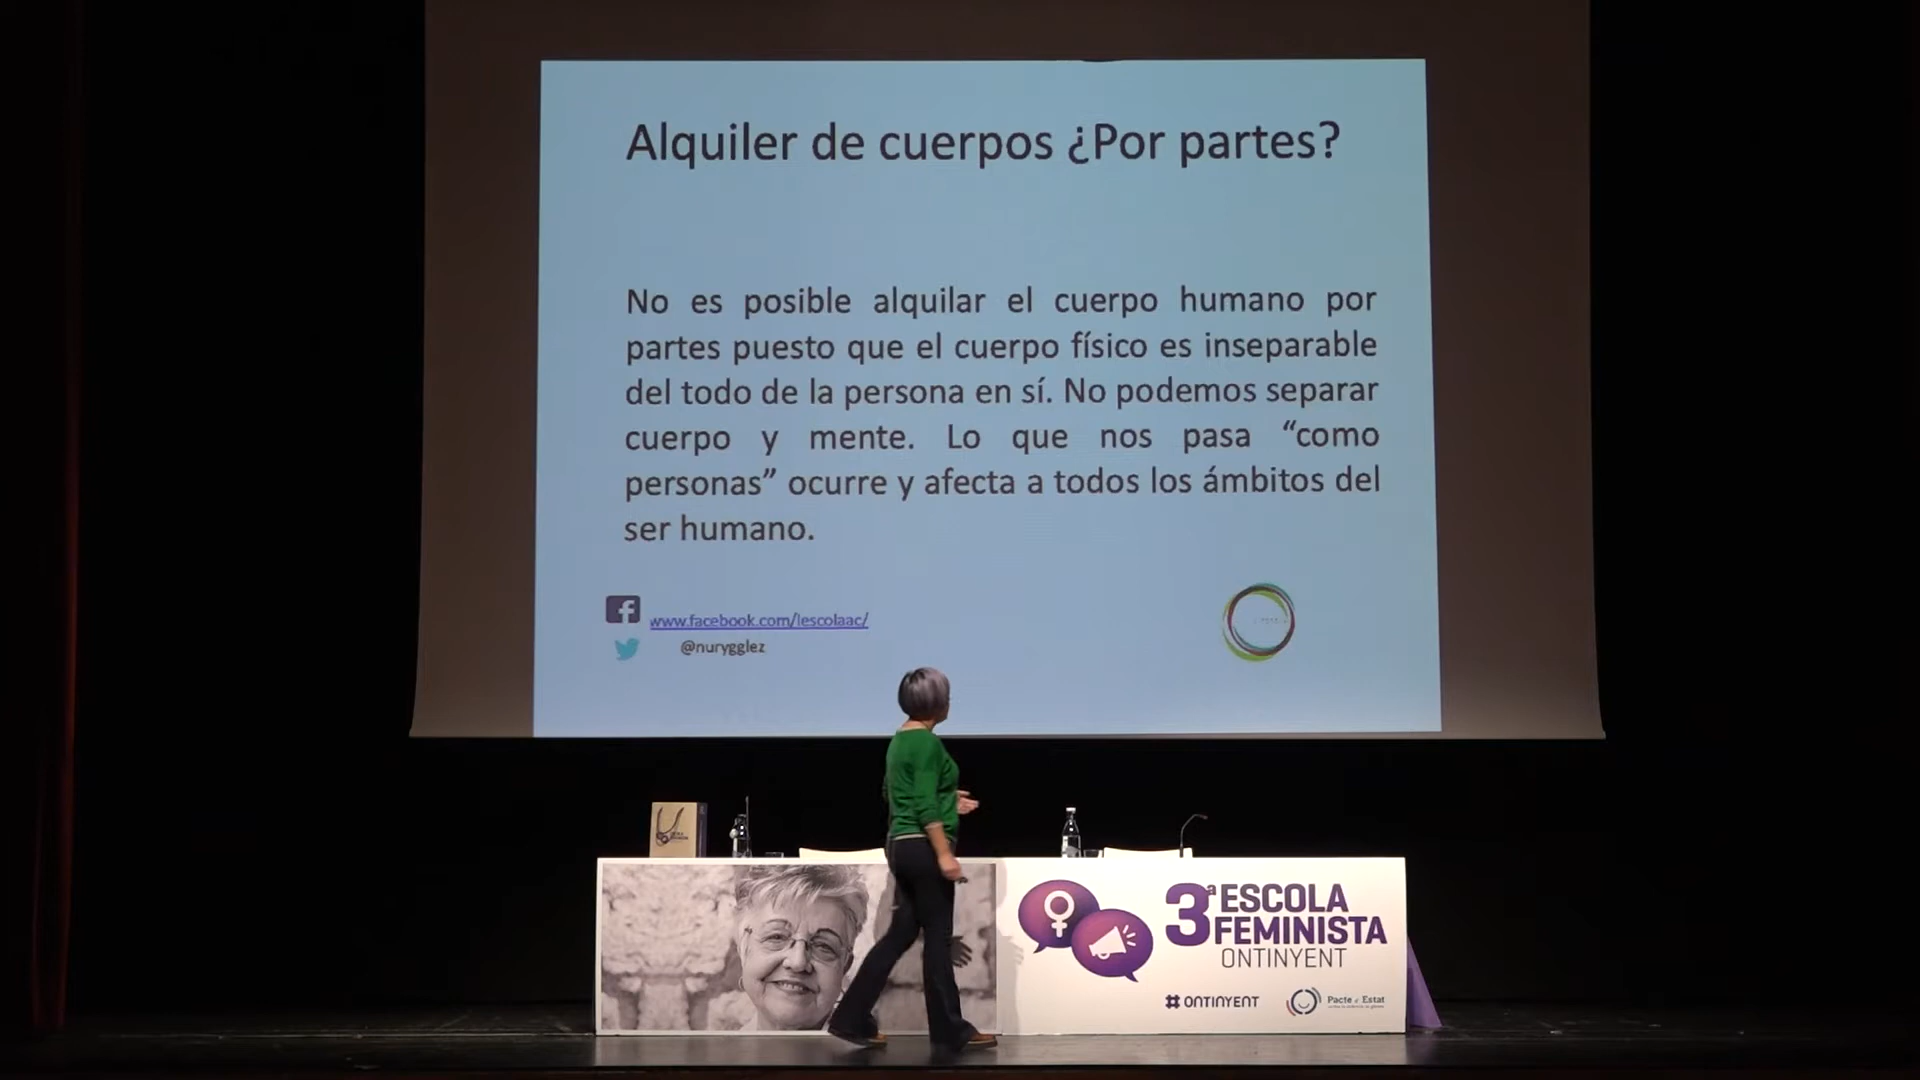 Alquiler de cuerpos ¿Por partes?
No es posible alquilar el cuerpo humano por
partes puesto que el cuerpo físico es inseparable
del todo de la persona en sí. No podemos separar
cuerpo y mente. Lo que nos pasa “como
personas” ocurre y afecta a todos los ámbitos del
ser humano.
www.facebook.com/lescolaac/
@nurygglez
3ª ESCOLA
FEMINISTA
ONTINYENT
ONTINYENT
Pacte d'Estat